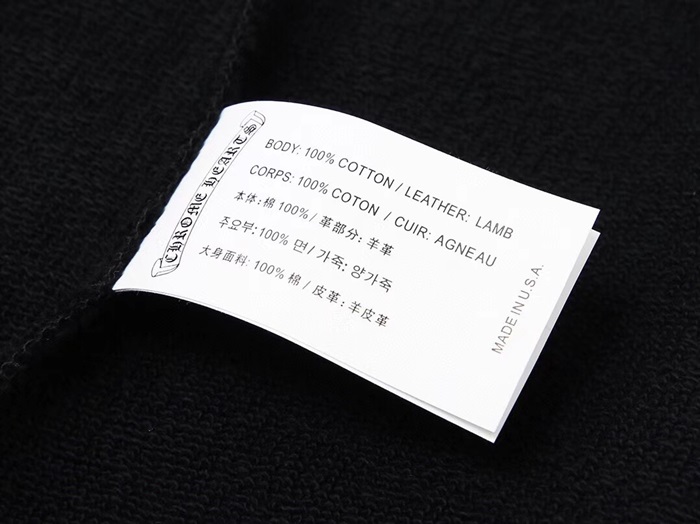 CHROME HEARTS
BODY: 100% COTTON / LEATHER: LAMB
CORPS: 100% COTON / CUIR: AGNEAU
本体: 棉 100% / 革部分: 羊革
주요부: 100% 면 / 가죽: 양가죽
大身面料: 100% 棉 / 皮革: 羊皮革
MADE IN U.S.A.